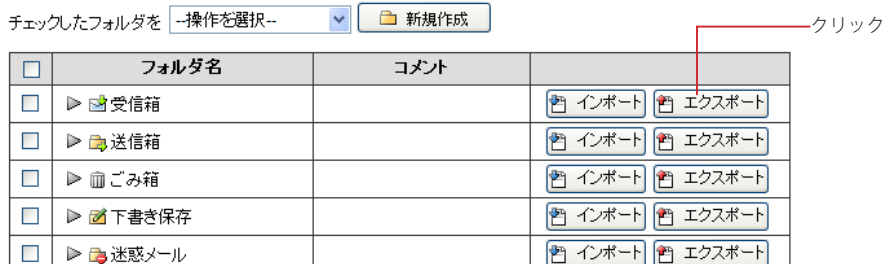 チェックしたフォルダを --操作を選択-- 新規作成
クリック
フォルダ名 コメント
受信箱 インポート エクスポート
送信箱 インポート エクスポート
ごみ箱 インポート エクスポート
下書き保存 インポート エクスポート
迷惑メール インポート エクスポート